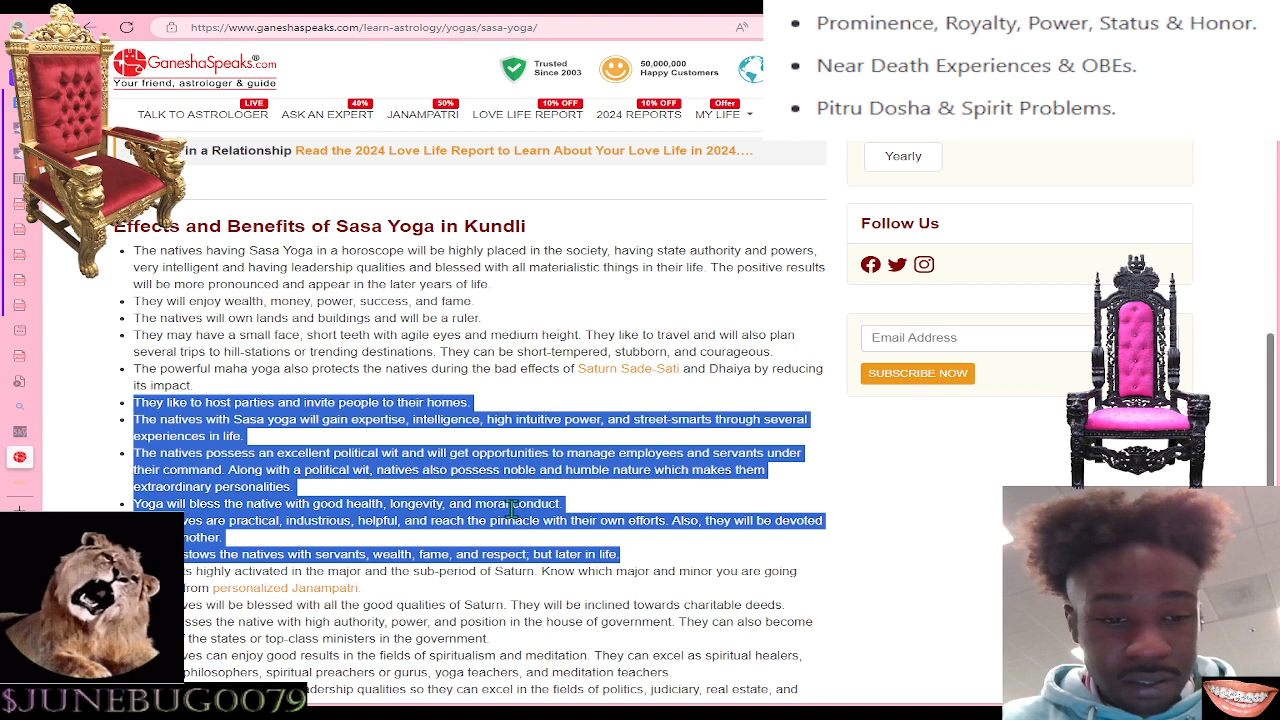 https://www.ganeshaspeaks.com/learn-astrology/yogas/sasa-yoga/
Prominence, Royalty, Power, Status & Honor.
Near Death Experiences & OBEs.
Pitru Dosha & Spirit Problems.
GaneshaSpeaks®.com
Your friend, astrologer & guide
Trusted
Since 2003
50,000,000
Happy Customers
LIVE
40%
50%
10% OFF
10% OFF
Offer
TALK TO ASTROLOGER
ASK AN EXPERT
JANAMPATRI
LOVE LIFE REPORT
2024 REPORTS
MY LIFE
in a Relationship Read the 2024 Love Life Report to Learn About Your Love Life in 2024....
Yearly
Effects and Benefits of Sasa Yoga in Kundli
The natives having Sasa Yoga in a horoscope will be highly placed in the society, having state authority and powers,
very intelligent and having leadership qualities and blessed with all materialistic things in their life. The positive results
will be more pronounced and appear in the later years of life.
They will enjoy wealth, money, power, success, and fame.
The natives will own lands and buildings and will be a ruler.
They may have a small face, short teeth with agile eyes and medium height. They like to travel and will also plan
several trips to hill-stations or trending destinations. They can be short-tempered, stubborn, and courageous.
The powerful maha yoga also protects the natives during the bad effects of Saturn Sade-Sati and Dhaiya by reducing
its impact.
They like to host parties and invite people to their homes.
The natives with Sasa yoga will gain expertise, intelligence, high intuitive power, and street-smarts through several
experiences in life.
The natives possess an excellent political wit and will get opportunities to manage employees and servants under
their command. Along with a political wit, natives also possess noble and humble nature which makes them
extraordinary personalities.
Yoga will bless the native with good health, longevity, and moral conduct.
ves are practical, industrious, helpful, and reach the pinnacle with their own efforts. Also, they will be devoted
nother.
stows the natives with servants, wealth, fame, and respect; but later in life.
ts highly activated in the major and the sub-period of Saturn. Know which major and minor you are going
from personalized Janampatri.
ves will be blessed with all the good qualities of Saturn. They will be inclined towards charitable deeds.
sses the native with high authority, power, and position in the house of government. They can also become
f the states or top-class ministers in the government.
ves can enjoy good results in the fields of spiritualism and meditation. They can excel as spiritual healers,
philosophers, spiritual preachers or gurus, yoga teachers, and meditation teachers.
dership qualities so they can excel in the fields of politics, judiciary, real estate, and
Follow Us
Email Address
SUBSCRIBE NOW
$JUNEBUG0079